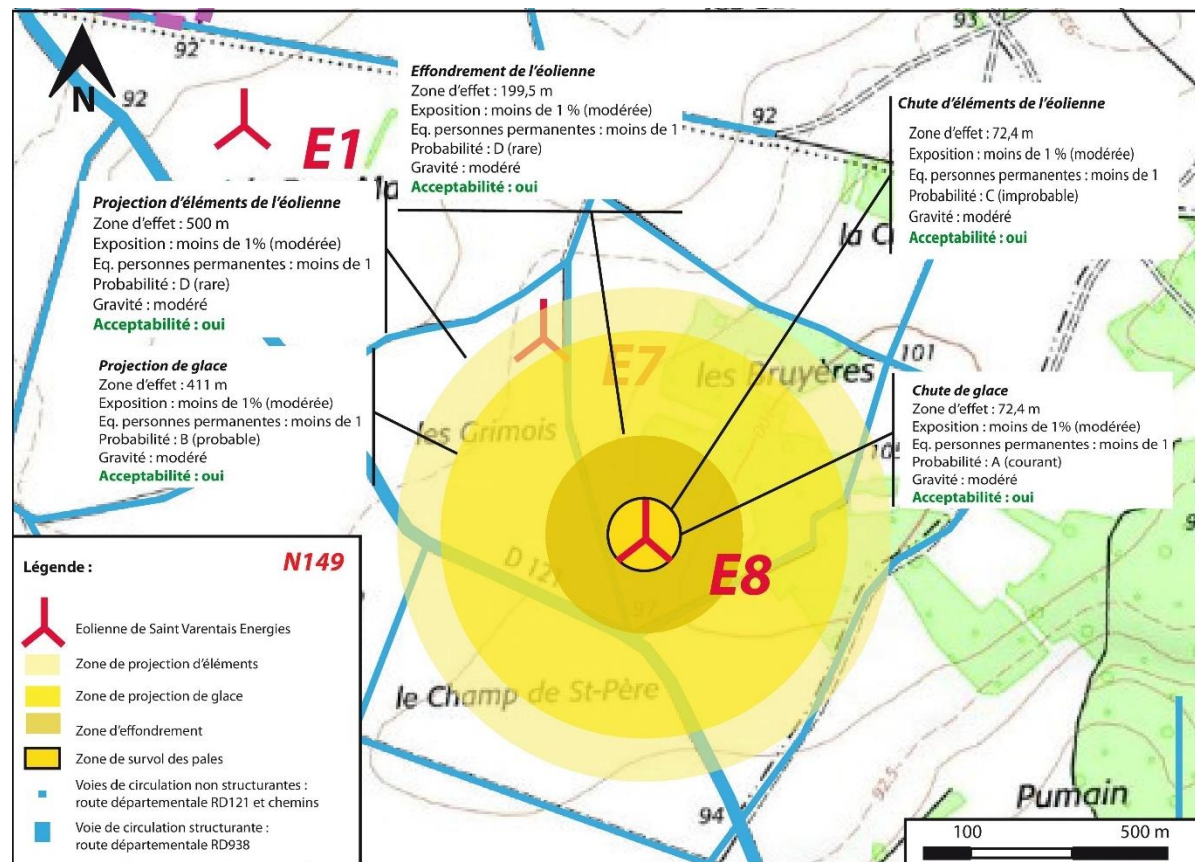 93
92
92
92
N
E1
Effondrement de l'éolienne
Zone d'effet : 199,5 m
Exposition : moins de 1 % (modérée)
Eq. personnes permanentes : moins de 1
Probabilité : D (rare)
Gravité : modéré
Acceptabilité : oui
Chute d'éléments de l'éolienne
Zone d'effet : 72,4 m
Exposition : moins de 1 % (modérée)
Eq. personnes permanentes : moins de 1
Probabilité : C (improbable)
Gravité : modéré
Acceptabilité : oui
Projection d'éléments de l'éolienne
Zone d'effet : 500 m
Exposition : moins de 1% (modérée)
Eq. personnes permanentes : moins de 1
Probabilité : D (rare)
Gravité : modéré
Acceptabilité : oui
Projection de glace
Zone d'effet : 411 m
Exposition : moins de 1% (modérée)
Eq. personnes permanentes : moins de 1
Probabilité : B (probable)
Gravité : modéré
Acceptabilité : oui
E7
les Bruyères
101
les Grimois
100
Chute de glace
Zone d'effet : 72,4 m
Exposition : moins de 1% (modérée)
Eq. personnes permanentes : moins de 1
Probabilité : A (courant)
Gravité : modéré
Acceptabilité : oui
E8
D 121
97
le Champ de St-Père
94
92.5
Pumain
100 500 m
N149
Légende :
Eolienne de Saint Varentais Energies
Zone de projection d'éléments
Zone de projection de glace
Zone d'effondrement
Zone de survol des pales
Voies de circulation non structurantes :
route départementale RD121 et chemins
Voie de circulation structurante :
route départementale RD938